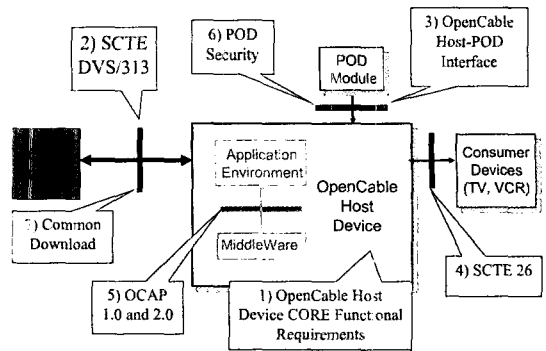 2) SCTE
DVS/313
6) POD
Security
POD
Module
3) OpenCable
Host-POD
Interface
Application
Environment
OpenCable
Host
Device
MiddleWare
Consumer
Devices
(TV, VCR)
Common
Download
5) OCAP
1.0 and 2.0
1) OpenCable Host
Device CORE Functional
Requirements
4) SCTE 26